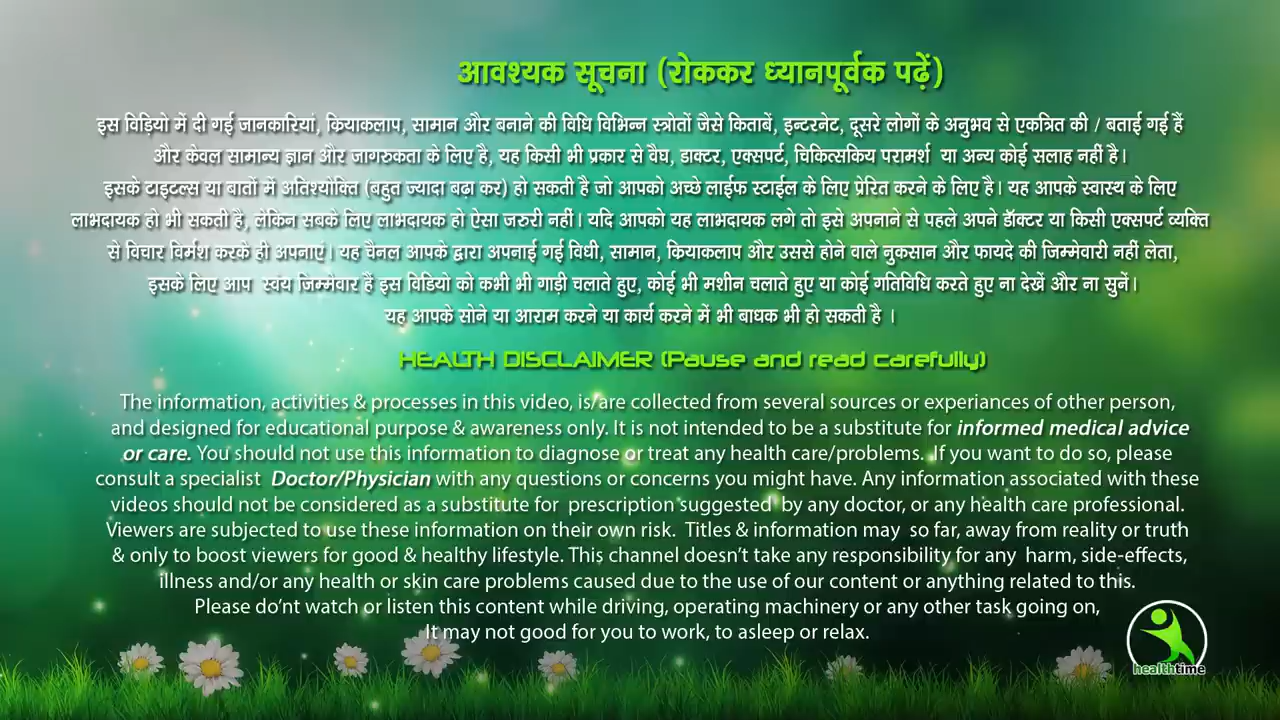 आवश्यक सूचना (रोककर ध्यानपूर्वक पढ़ें)
इस विड़ियो में दी गई जानकारियां, क्रियाकलाप, सामान और बनाने की विधि विभिन्न स्त्रोतों जैसे किताबें, इन्टरनेट, दूसरे लोगों के अनुभव से एकत्रित की / बताई गई हैं
और केवल सामान्य ज्ञान और जागरुकता के लिए है, यह किसी भी प्रकार से वैघ, डाक्टर, एक्सपर्ट, चिकित्सकिय परामर्श या अन्य कोई सलाह नहीं है।
इसके टाइटल्स या बातों में अतिश्योक्ति (बहुत ज्यादा बढ़ा कर) हो सकती है जो आपको अच्छे लाईफ स्टाईल के लिए प्रेरित करने के लिए है। यह आपके स्वास्थ के लिए
लाभदायक हो भी सकती है, लेकिन सबके लिए लाभदायक हो ऐसा जरुरी नहीं। यदि आपको यह लाभदायक लगे तो इसे अपनाने से पहले अपने डॅाक्टर या किसी एक्सपर्ट व्यक्ति
से विचार विर्मश करके ही अपनाएं। यह चैनल आपके द्वारा अपनाई गई विधी, सामान, क्रियाकलाप और उससे होने वाले नुकसान और फायदे की जिम्मेवारी नहीं लेता,
इसके लिए आप स्वंय जिम्मेवार हैं इस विडियो को कभी भी गाड़ी चलाते हुए, कोई भी मशीन चलाते हुए या कोई गतिविधि करते हुए ना देखें और ना सुनें।
यह आपके सोने या आराम करने या कार्य करने में भी बाधक भी हो सकती है ।
HEALTH DISCLAIMER (Pause and read carefully)
The information, activities & processes in this video, is/are collected from several sources or experiances of other person,
and designed for educational purpose & awareness only. It is not intended to be a substitute for informed medical advice
or care. You should not use this information to diagnose or treat any health care/problems. If you want to do so, please
consult a specialist Doctor/Physician with any questions or concerns you might have. Any information associated with these
videos should not be considered as a substitute for prescription suggested by any doctor, or any health care professional.
Viewers are subjected to use these information on their own risk. Titles & information may so far, away from reality or truth
& only to boost viewers for good & healthy lifestyle. This channel doesn't take any responsibility for any harm, side-effects,
illness and/or any health or skin care problems caused due to the use of our content or anything related to this.
Please do'nt watch or listen this content while driving, operating machinery or any other task going on,
It may not good for you to work, to asleep or relax.
healthtime